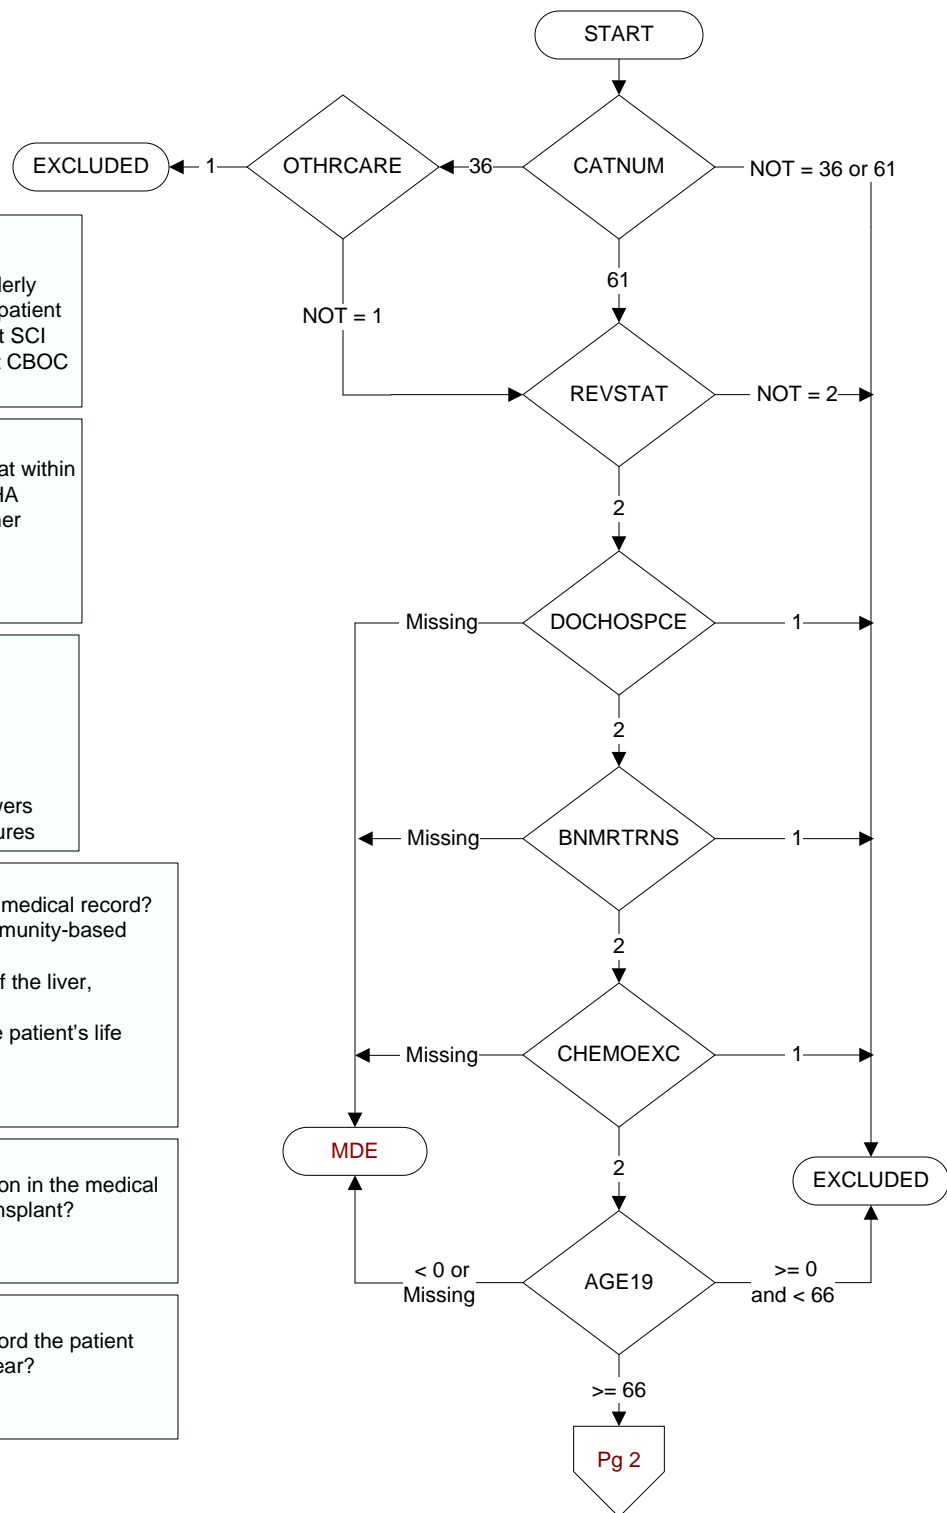 START
EXCLUDED
1
OTHRCARE
36
CATNUM
NOT = 36 or 61
61
NOT = 1
REVSTAT
NOT = 2
2
DOCHOSPCE
Missing
1
2
BNMRTRNS
Missing
1
2
CHEMOEXC
Missing
1
MDE
2
EXCLUDED
< 0 or
Missing
AGE19
>= 0
and < 66
>= 66
Pg 2
derly
patient
t SCI
t CBOC
at within
HA
ner
vers
ures
medical record?
munity-based
f the liver,
e patient's life
on in the medical
nsplant?
ord the patient
ear?